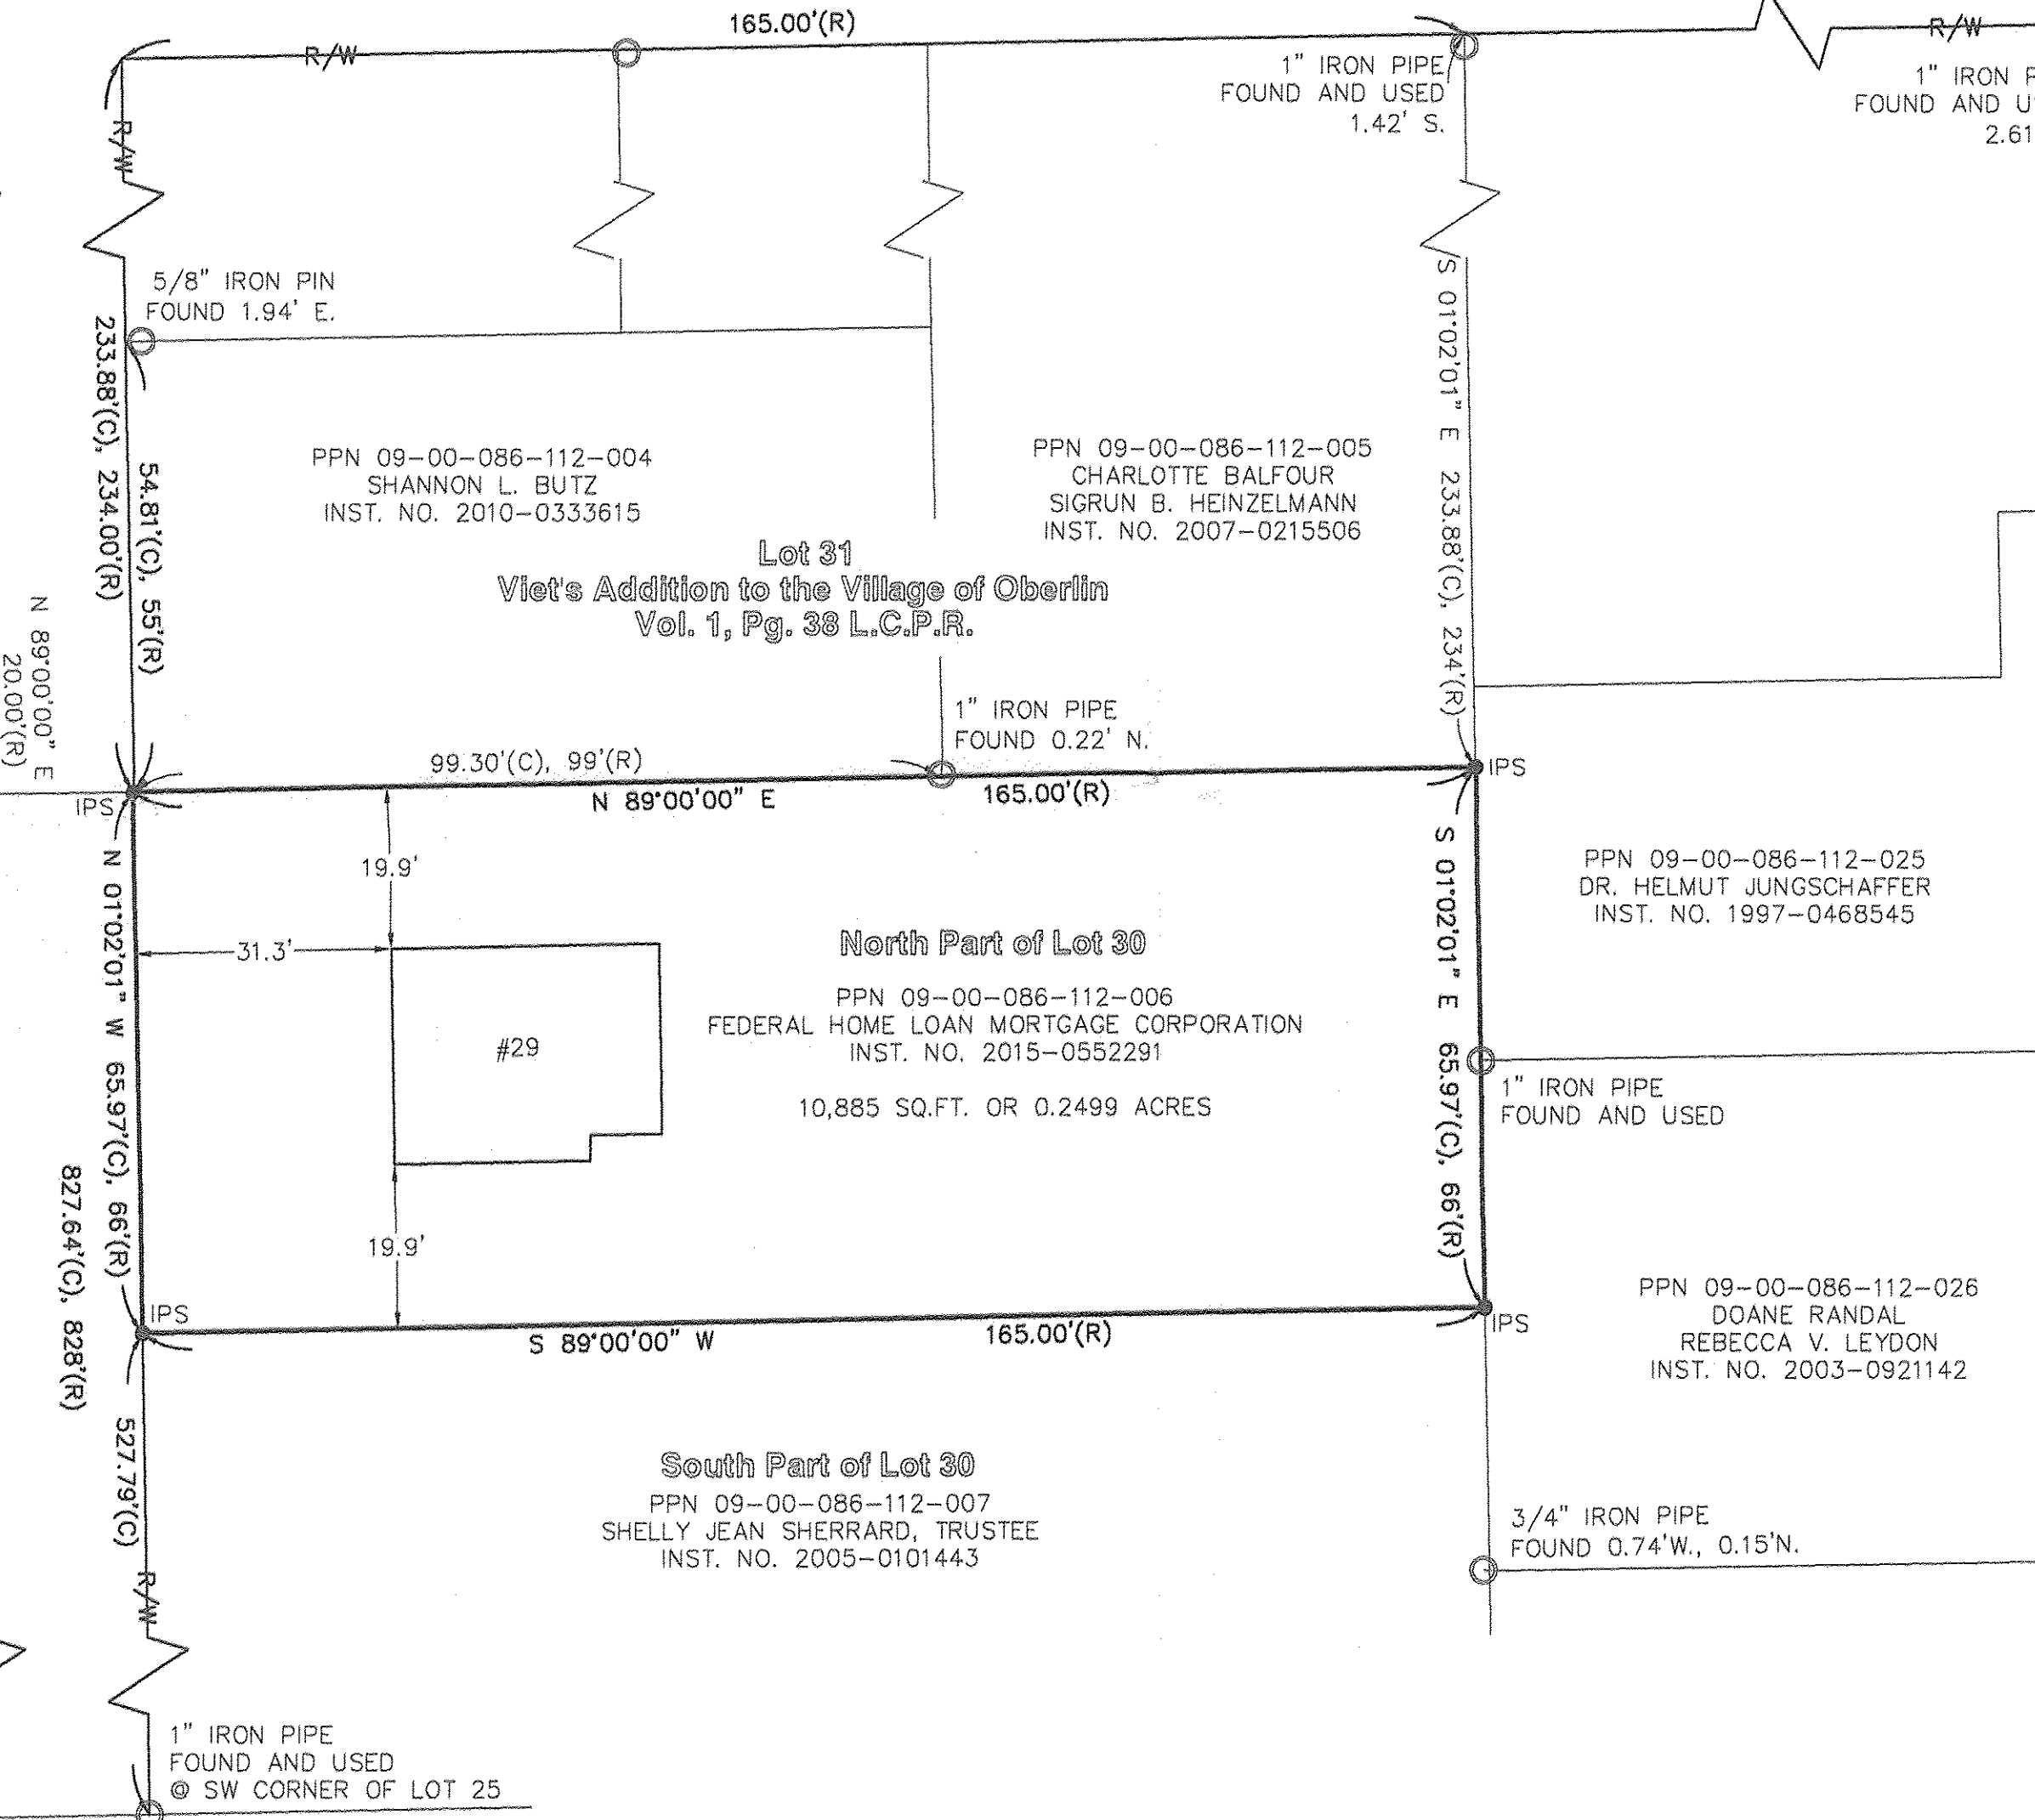 165.00'(R)
R/W
R/W
1" IRON PIPE
FOUND AND USED
1.42' S.
1" IRON
FOUND AND
2.61
R/W
5/8" IRON PIN
FOUND 1.94' E.
233.88'(C), 234.00'(R)
54.81'(C), 55'(R)
S 01°02'01" E 233.88'(C), 234'(R)
PPN 09-00-086-112-004
SHANNON L. BUTZ
INST. NO. 2010-0333615
PPN 09-00-086-112-005
CHARLOTTE BALFOUR
SIGRUN B. HEINZELMANN
INST. NO. 2007-0215506
Lot 31
Viet's Addition to the Village of Oberlin
Vol. 1, Pg. 38 L.C.P.R.
N 89°00'00" E
20.00'(R)
1" IRON PIPE
FOUND 0.22' N.
99.30'(C), 99'(R)
N 89°00'00" E
165.00'(R)
IPS
IPS
19.9'
31.3'
#29
19.9'
N 01°02'01" W 65.97'(C), 66'(R)
S 01°02'01" E 65.97'(C), 66'(R)
North Part of Lot 30
PPN 09-00-086-112-006
FEDERAL HOME LOAN MORTGAGE CORPORATION
INST. NO. 2015-0552291
10,885 SQ.FT. OR 0.2499 ACRES
PPN 09-00-086-112-025
DR. HELMUT JUNGSCHAFFER
INST. NO. 1997-0468545
1" IRON PIPE
FOUND AND USED
827.64'(C), 828'(R)
IPS
S 89°00'00" W
165.00'(R)
IPS
PPN 09-00-086-112-026
DOANE RANDAL
REBECCA V. LEYDON
INST. NO. 2003-0921142
527.79'(C)
South Part of Lot 30
PPN 09-00-086-112-007
SHELLY JEAN SHERRARD, TRUSTEE
INST. NO. 2005-0101443
3/4" IRON PIPE
FOUND 0.74'W., 0.15'N.
R/W
1" IRON PIPE
FOUND AND USED
@ SW CORNER OF LOT 25